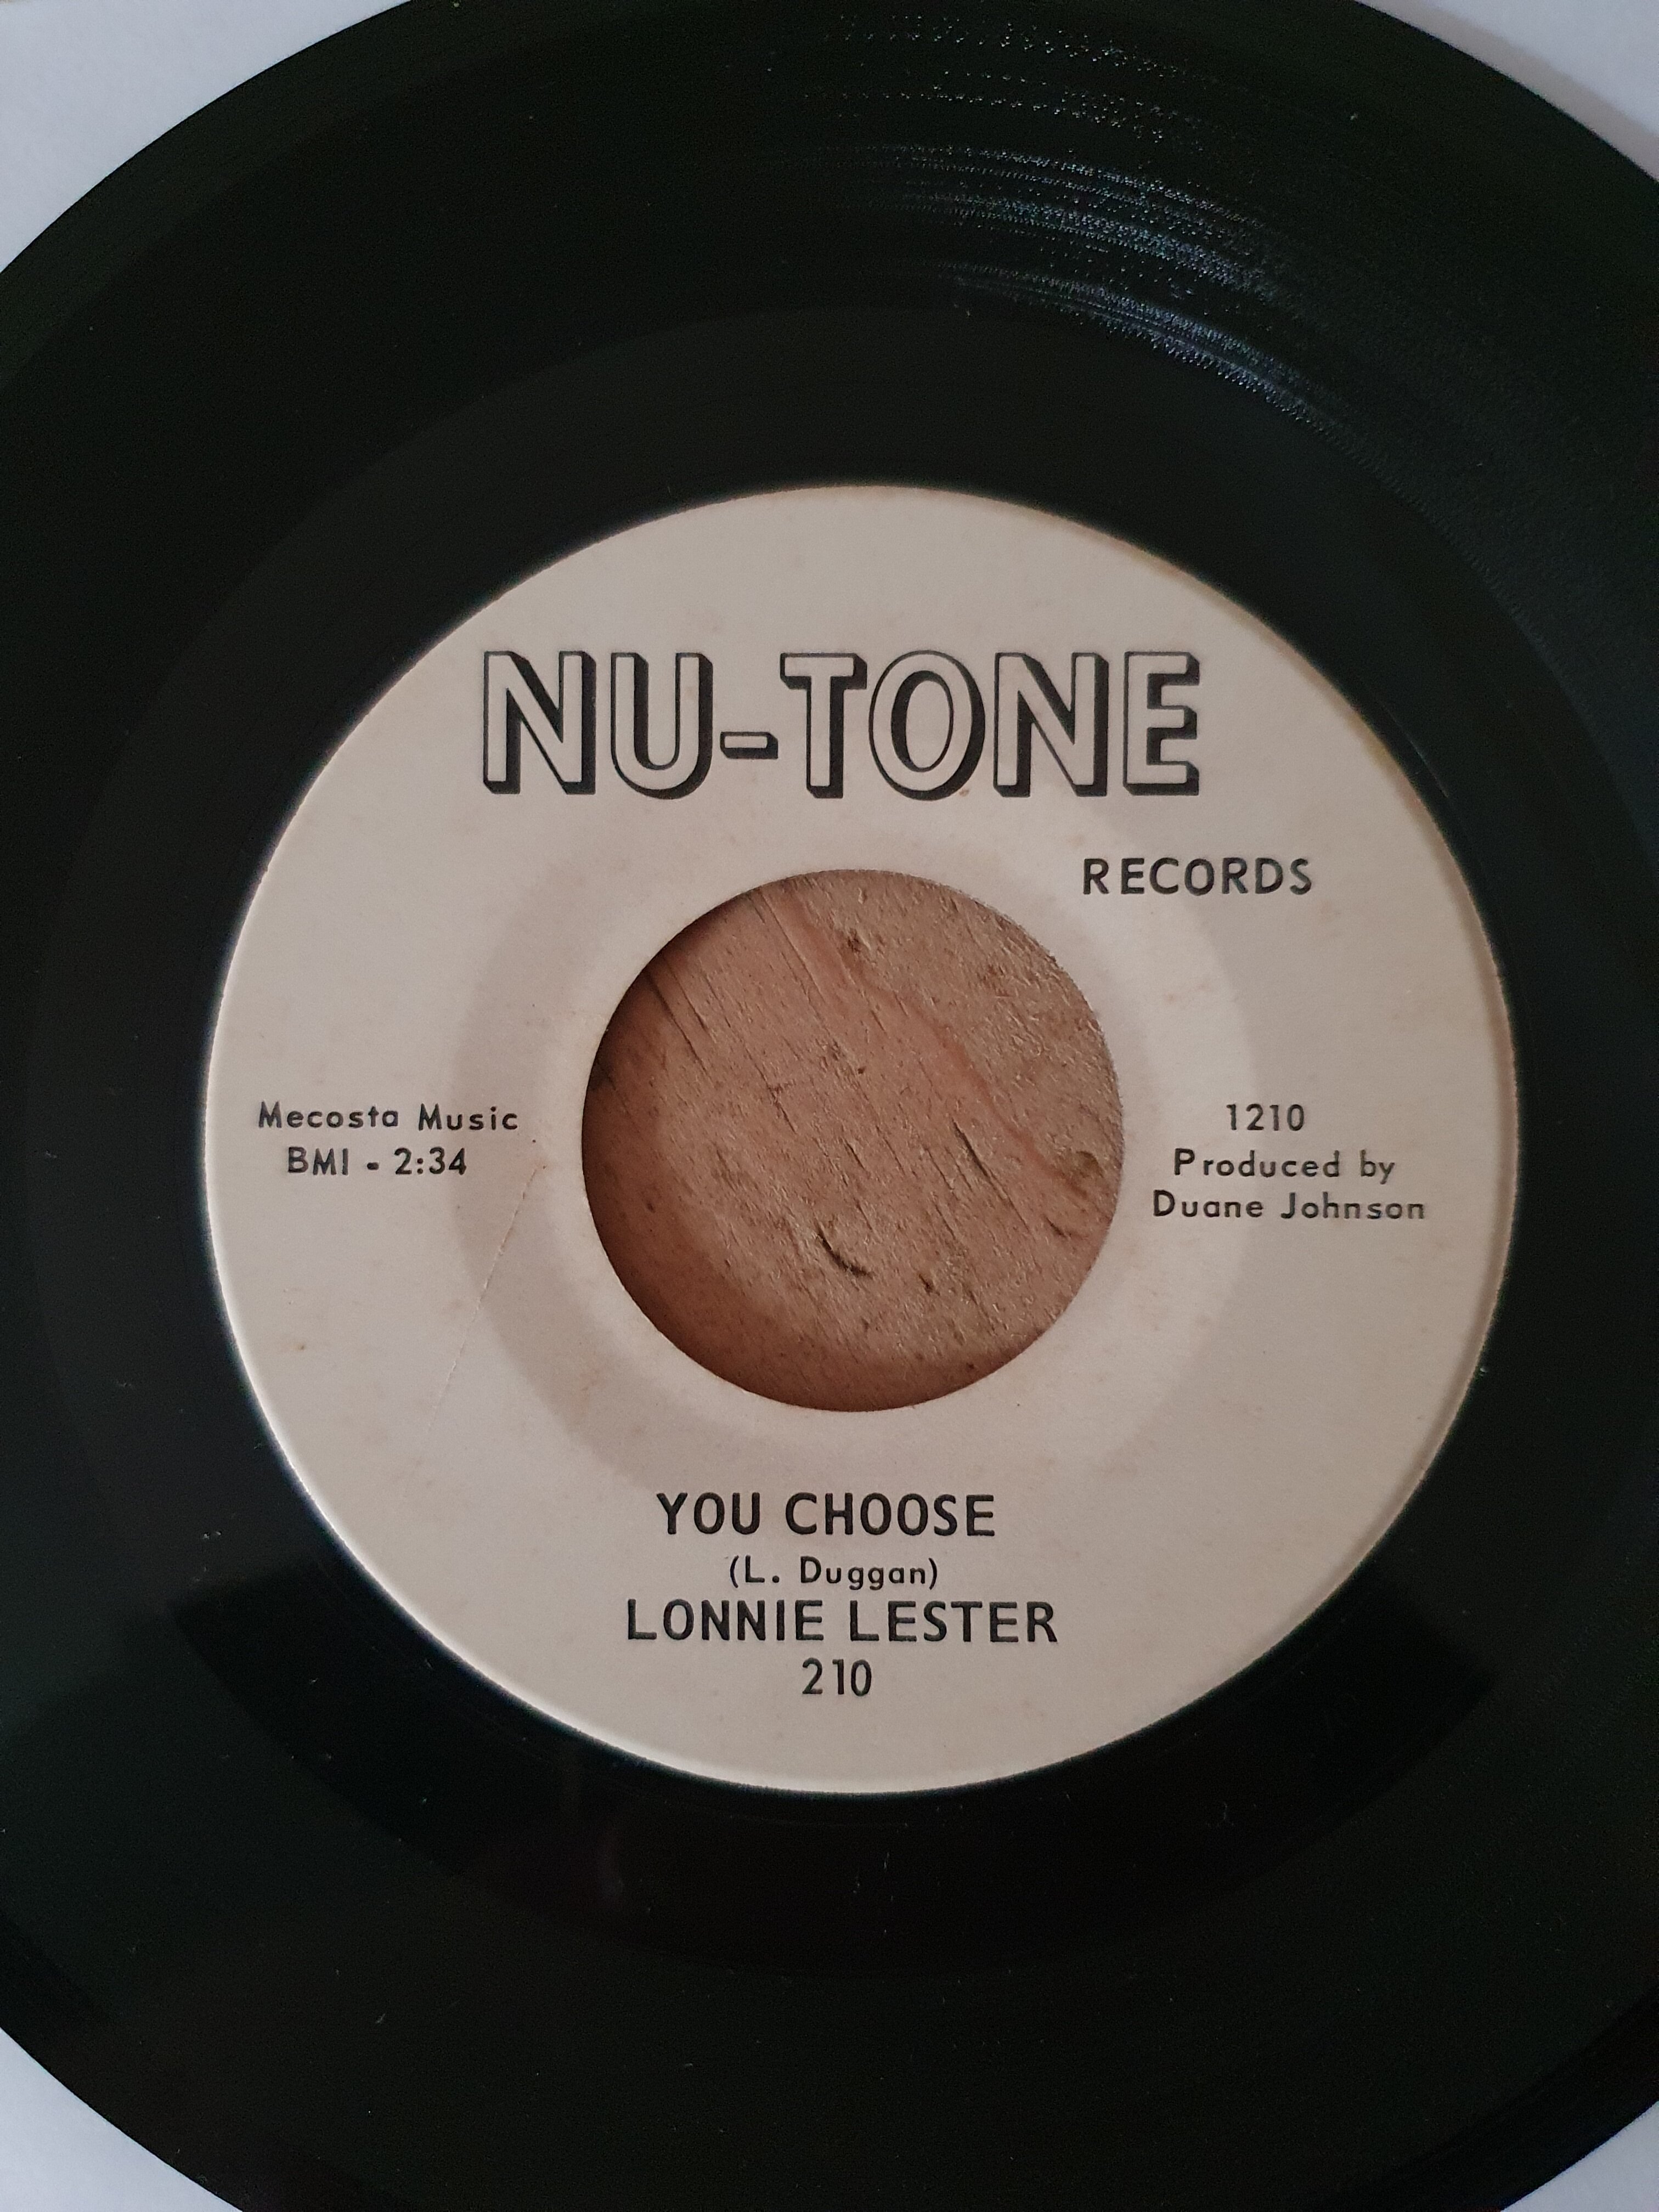 NU-TONE
RECORDS
Mecosta Music
BMI - 2:34
1210
Produced by
Duane Johnson
YOU CHOOSE
(L. Duggan)
LONNIE LESTER
210